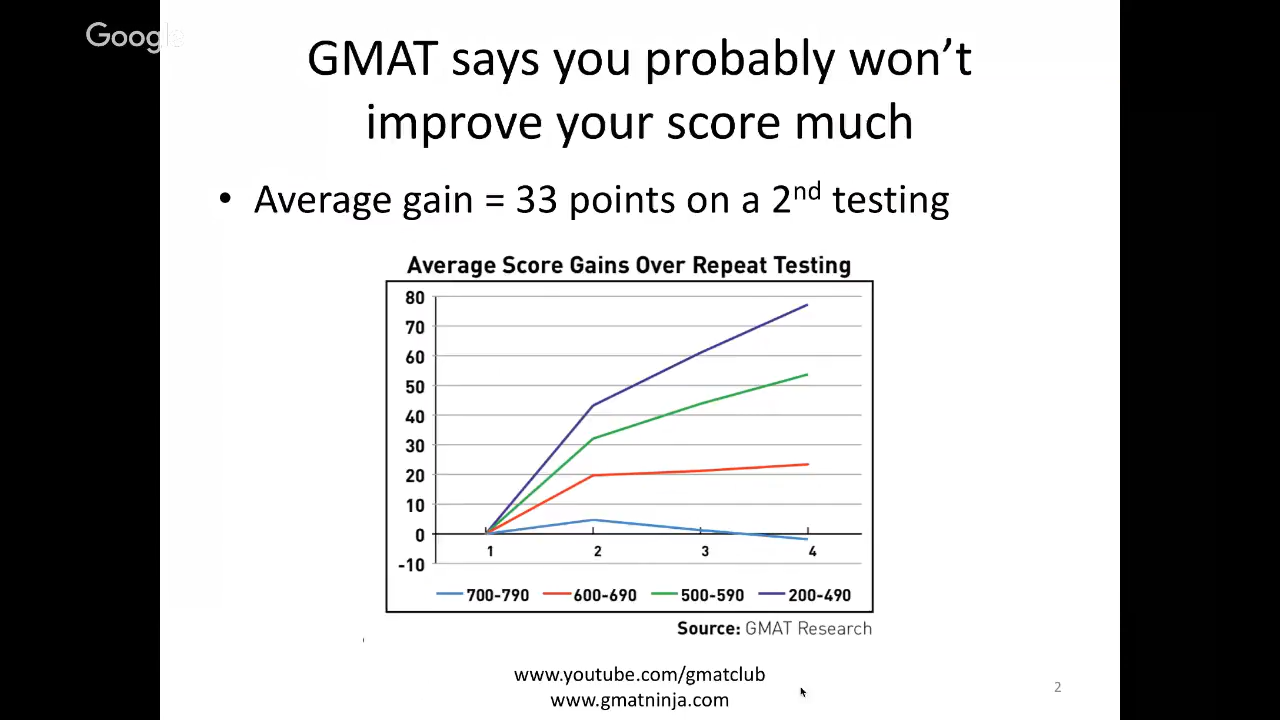 Google
GMAT says you probably won't
improve your score much
• Average gain = 33 points on a 2nd testing
Average Score Gains Over Repeat Testing
80
70
60
50
40
30
20
10
0
-10
1 2 3 4
700-790 600-690 500-590 200-490
Source: GMAT Research
www.youtube.com/gmatclub
www.gmatninja.com
2